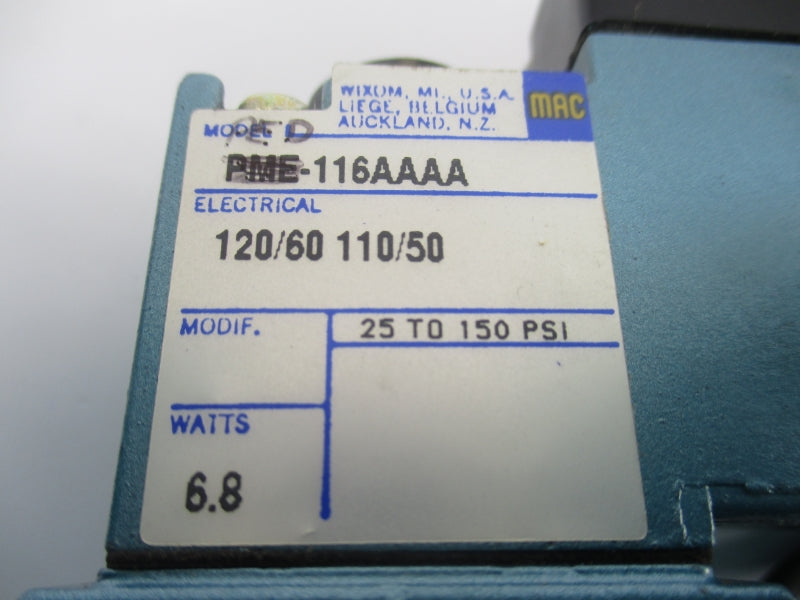 WIXOM, MI., U.S.A.
LIEGE, BELGIUM
AUCKLAND, N.Z.
MAC
MODEL
PED
PME-116AAAA
ELECTRICAL
120/60 110/50
MODIF.
25 TO 150 PSI
WATTS
6.8